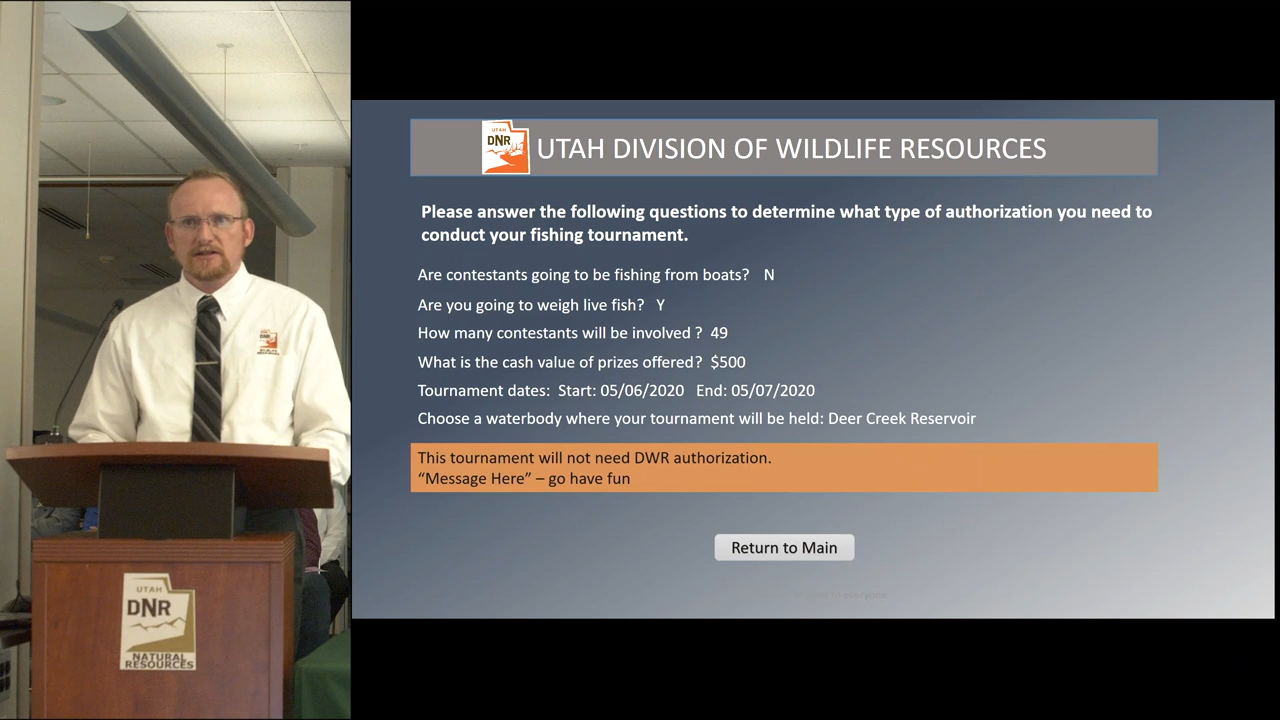 UTAH
DNR
UTAH DIVISION OF WILDLIFE RESOURCES
Please answer the following questions to determine what type of authorization you need to
conduct your fishing tournament.
Are contestants going to be fishing from boats? N
Are you going to weigh live fish? Y
How many contestants will be involved ? 49
What is the cash value of prizes offered? $500
Tournament dates: Start: 05/06/2020 End: 05/07/2020
Choose a waterbody where your tournament will be held: Deer Creek Reservoir
This tournament will not need DWR authorization.
“Message Here” – go have fun
Return to Main
DNR
UTAH
DNR
NATURAL
RESOURCES